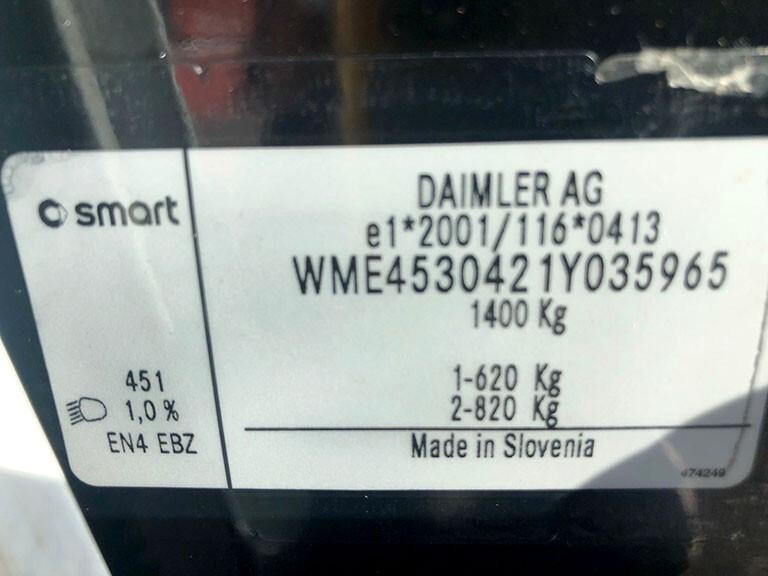 smart
DAIMLER AG
e1*2001/116*0413
WME4530421Y035965
1400 Kg
1-620 Kg
2-820 Kg
451
1,0 %
EN4 EBZ
Made in Slovenia
474249